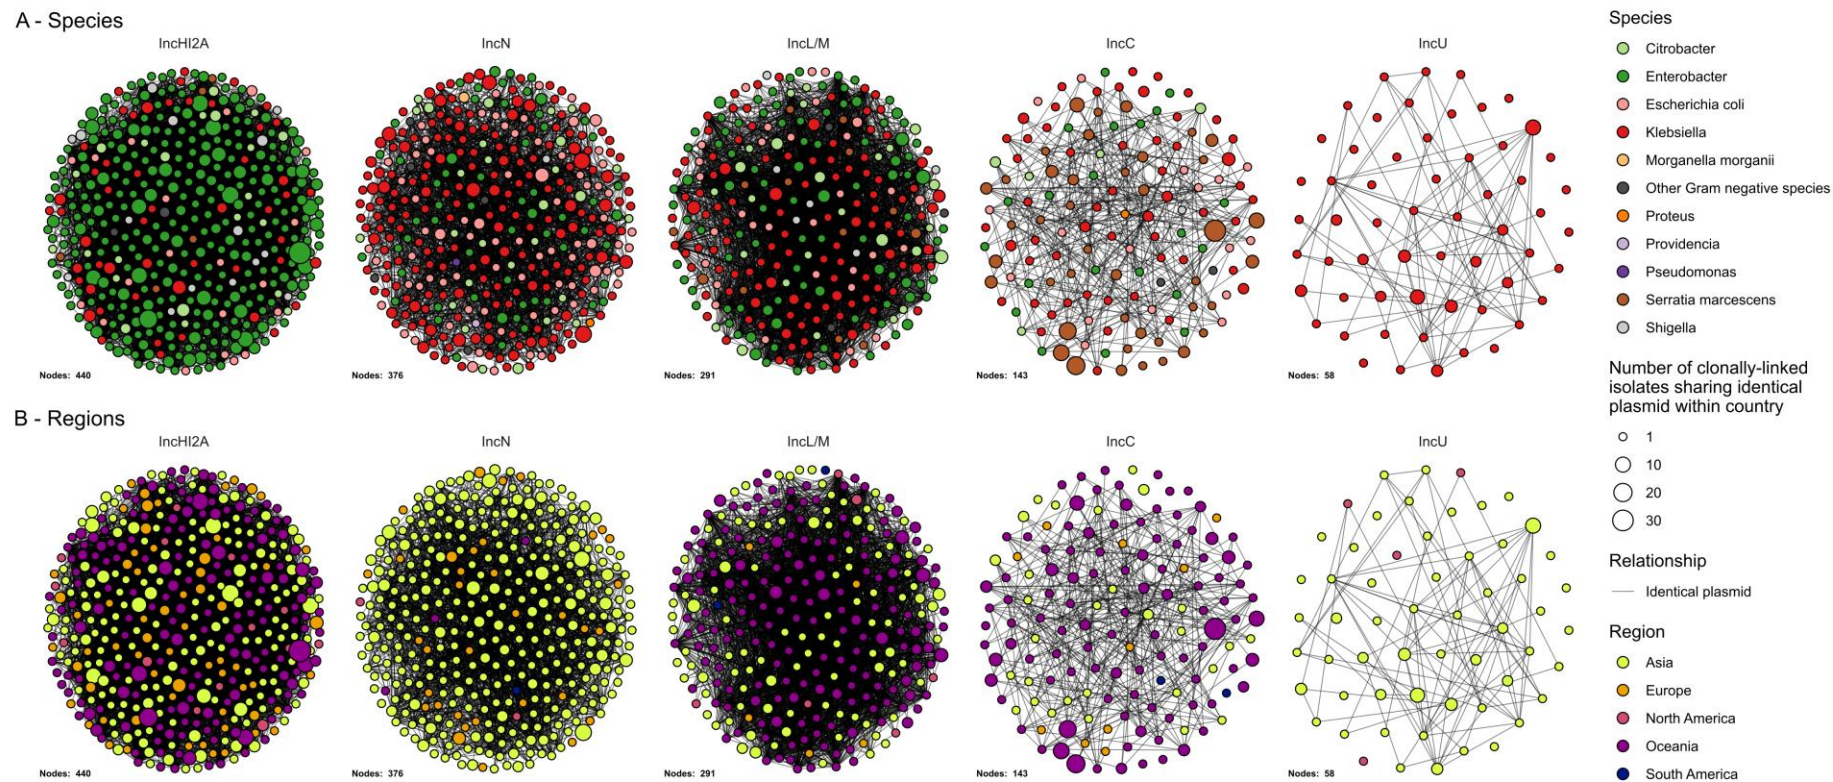 A - Species
IncHI2A
IncN
IncL/M
IncC
IncU
Nodes: 440
Nodes: 376
Nodes: 291
Nodes: 143
Nodes: 58
B - Regions
IncHI2A
IncN
IncL/M
IncC
IncU
Nodes: 440
Nodes: 376
Nodes: 291
Nodes: 143
Nodes: 58
Species
Citrobacter
Enterobacter
Escherichia coli
Klebsiella
Morganella morganii
Other Gram negative species
Proteus
Providencia
Pseudomonas
Serratia marcescens
Shigella
Number of clonally-linked
isolates sharing identical
plasmid within country
1
10
20
30
Relationship
Identical plasmid
Region
Asia
Europe
North America
Oceania
South America